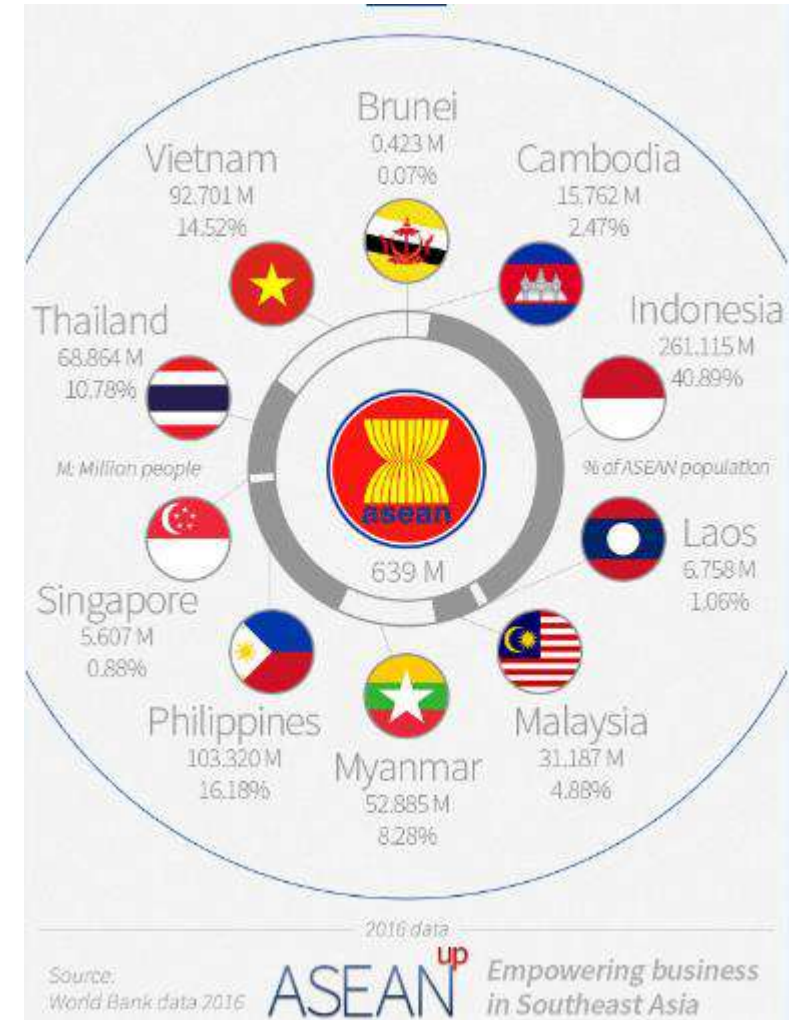 Brunei
0.423 M
0.07%
Vietnam
92.701 M
14.52%
Cambodia
15.762 M
2.47%
Thailand
68.864 M
10.78%
Indonesia
261.115 M
40.89%
M: Million people
% of ASEAN population
asean
639 M
Laos
6.758 M
1.06%
Singapore
5.607 M
0.88%
Philippines
103.320 M
16.18%
Myanmar
52.885 M
8.28%
Malaysia
31.187 M
4.88%
2016 data
Source:
World Bank data 2016
ASEAN up
Empowering business
in Southeast Asia